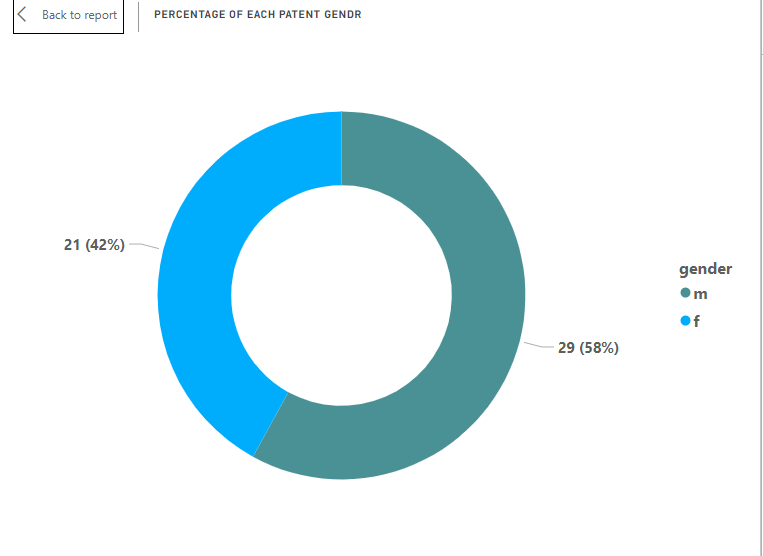 Back to report
PERCENTAGE OF EACH PATENT GENDR
21 (42%)
gender
m
f
29 (58%)